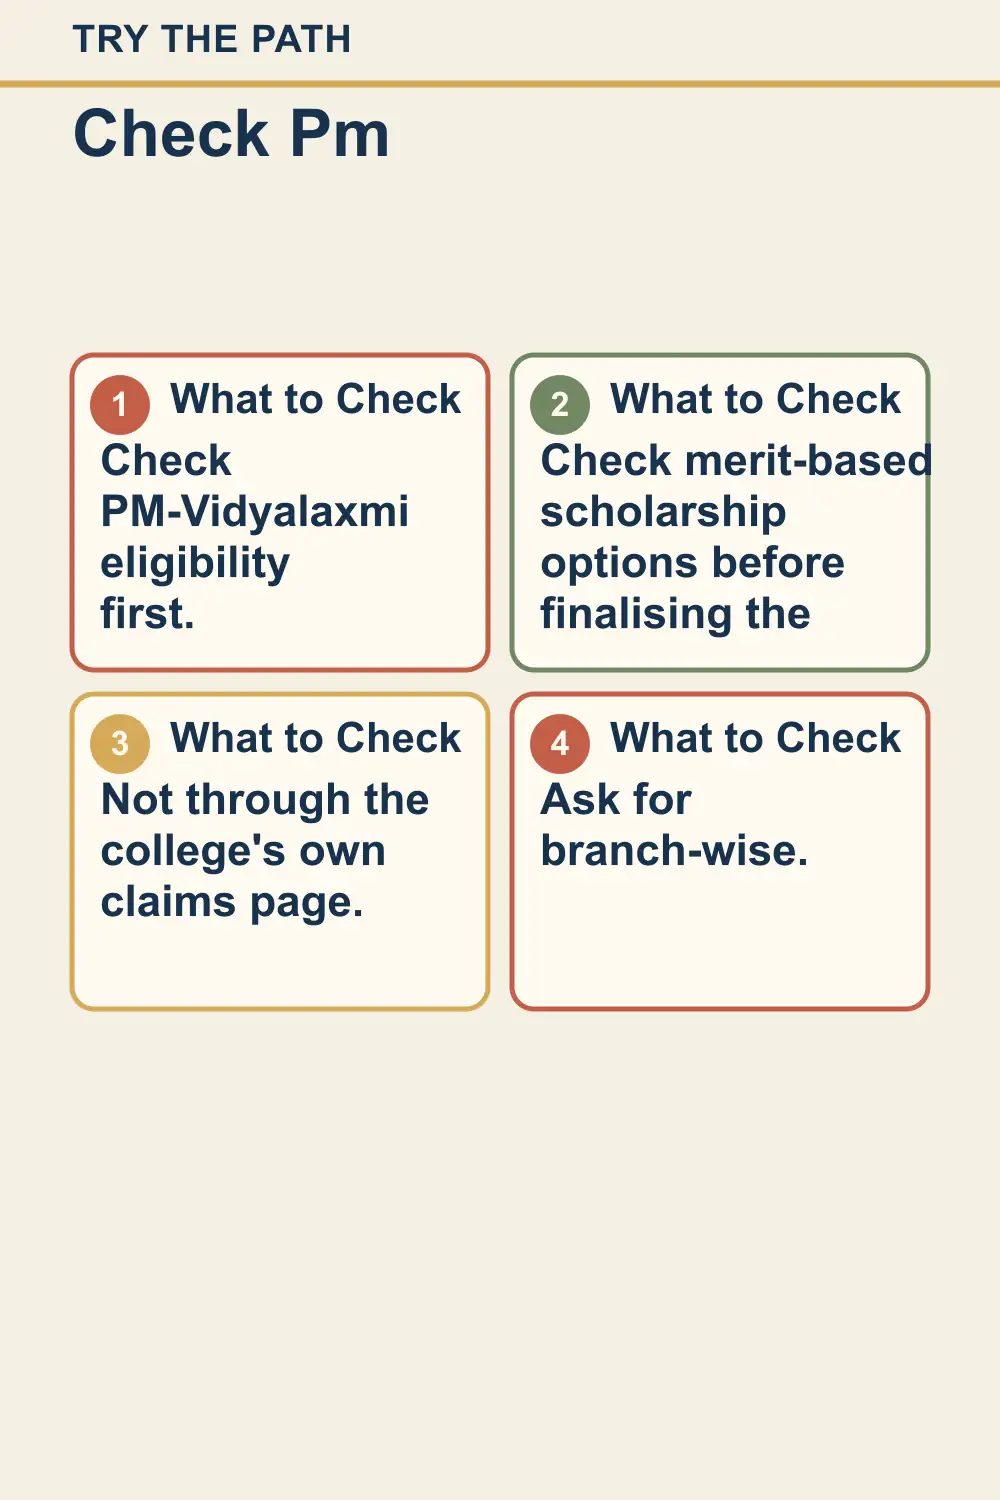 TRY THE PATH
Check Pm
1 What to Check
Check
PM-Vidyalaxmi
eligibility
first.
2 What to Check
Check merit-based
scholarship
options before
finalising the
3 What to Check
Not through the
college's own
claims page.
4 What to Check
Ask for
branch-wise.